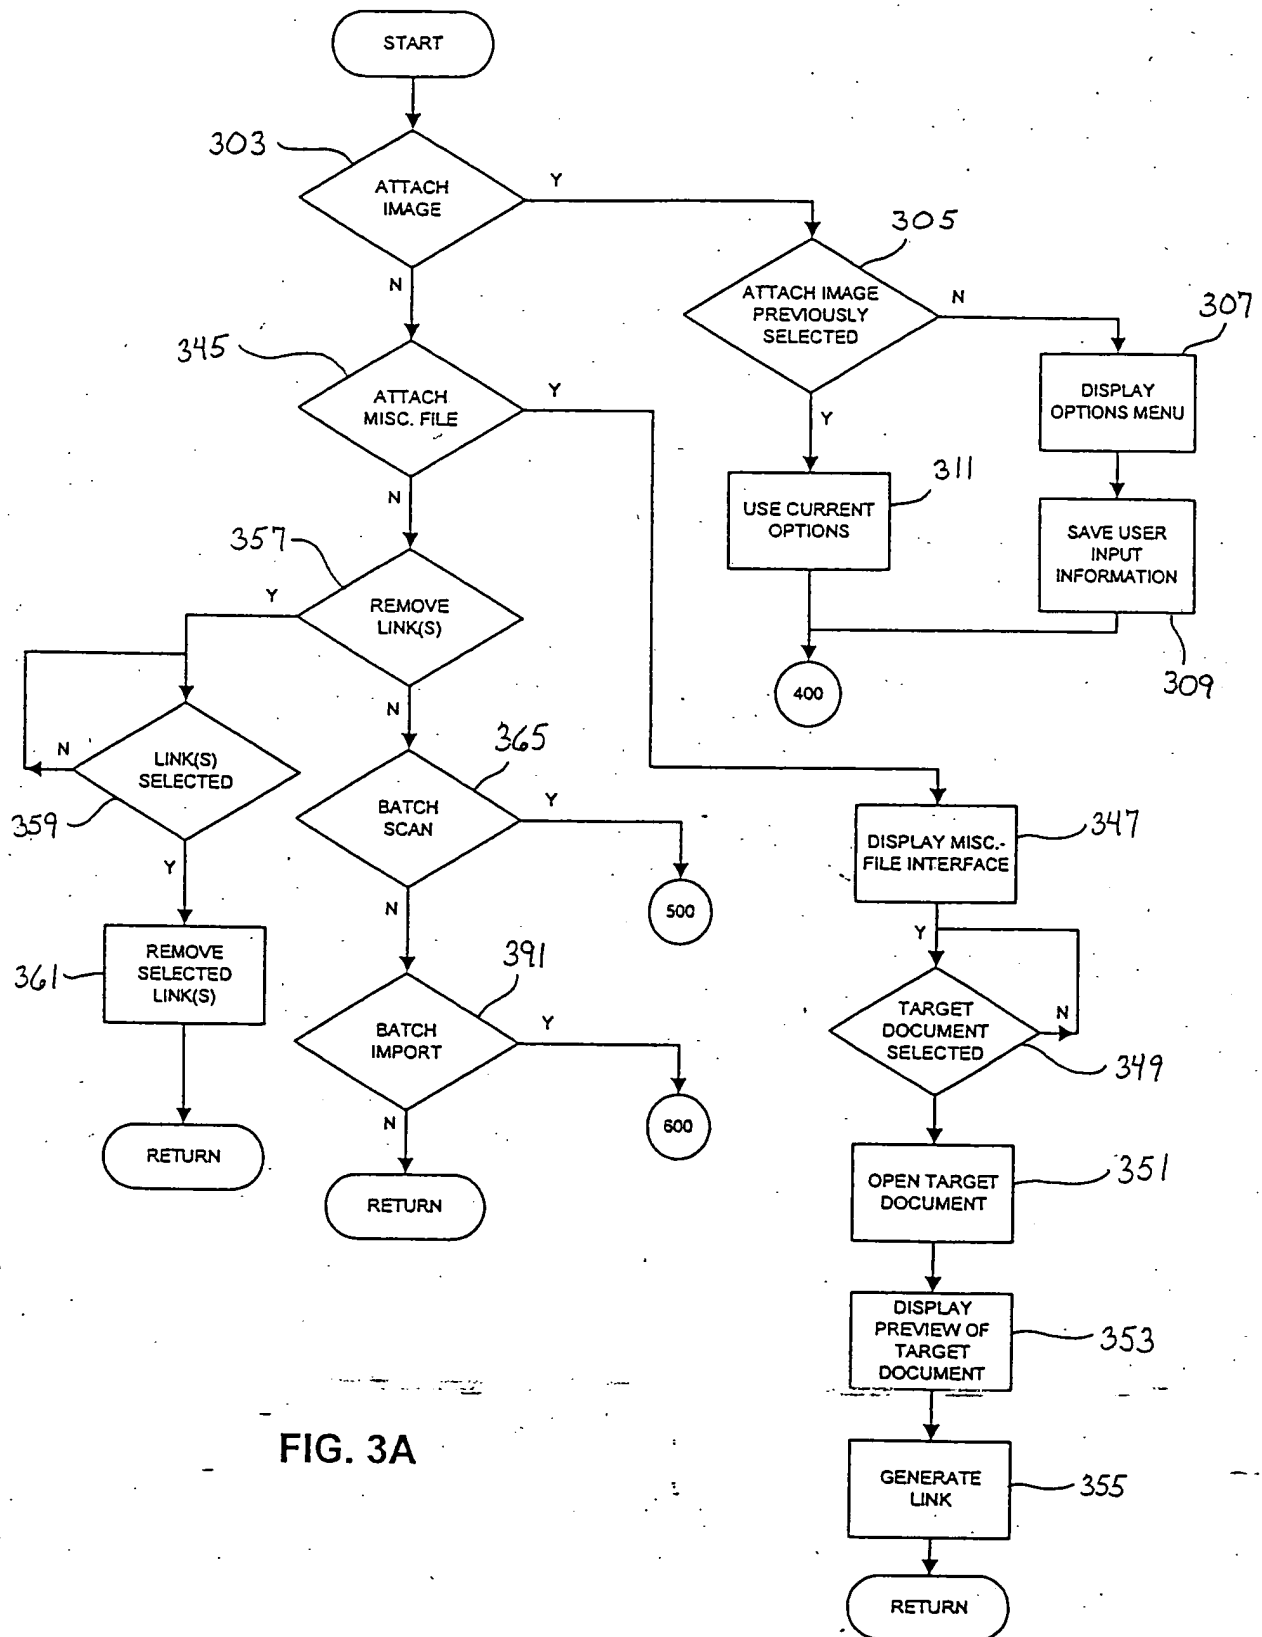 START
303
ATTACH
IMAGE
Y
N
305
ATTACH IMAGE
PREVIOUSLY
SELECTED
N
Y
307
DISPLAY
OPTIONS MENU
311
USE CURRENT
OPTIONS
SAVE USER
INPUT
INFORMATION
309
400
345
ATTACH
MISC. FILE
Y
N
357
REMOVE
LINK(S)
Y
N
LINK(S)
SELECTED
N
359
Y
REMOVE
SELECTED
LINK(S)
361
RETURN
365
BATCH
SCAN
Y
500
N
391
BATCH
IMPORT
Y
600
N
RETURN
DISPLAY MISC.-
FILE INTERFACE
347
Y
TARGET
DOCUMENT
SELECTED
N
349
OPEN TARGET
DOCUMENT
351
DISPLAY
PREVIEW OF
TARGET
DOCUMENT
353
GENERATE
LINK
355
RETURN
FIG. 3A